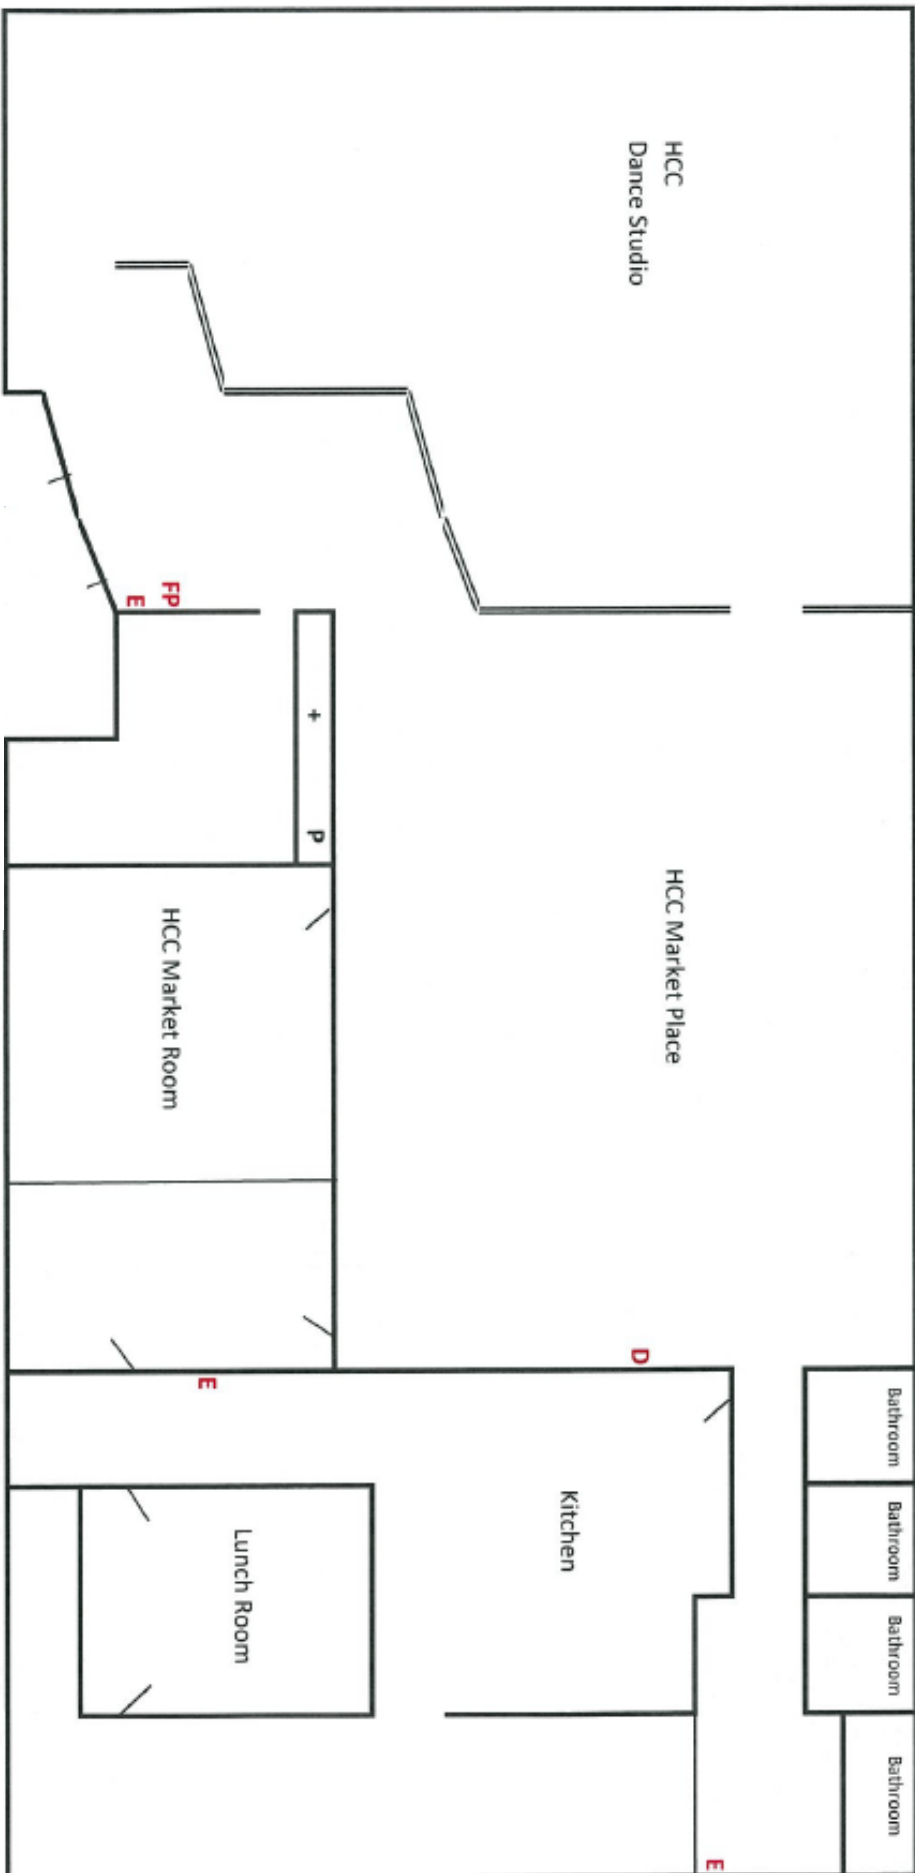 HCC
Dance Studio
FP
E
+
P
HCC Market Place
HCC Market Room
D
E
Bathroom
Bathroom
Bathroom
Bathroom
Kitchen
Lunch Room
E